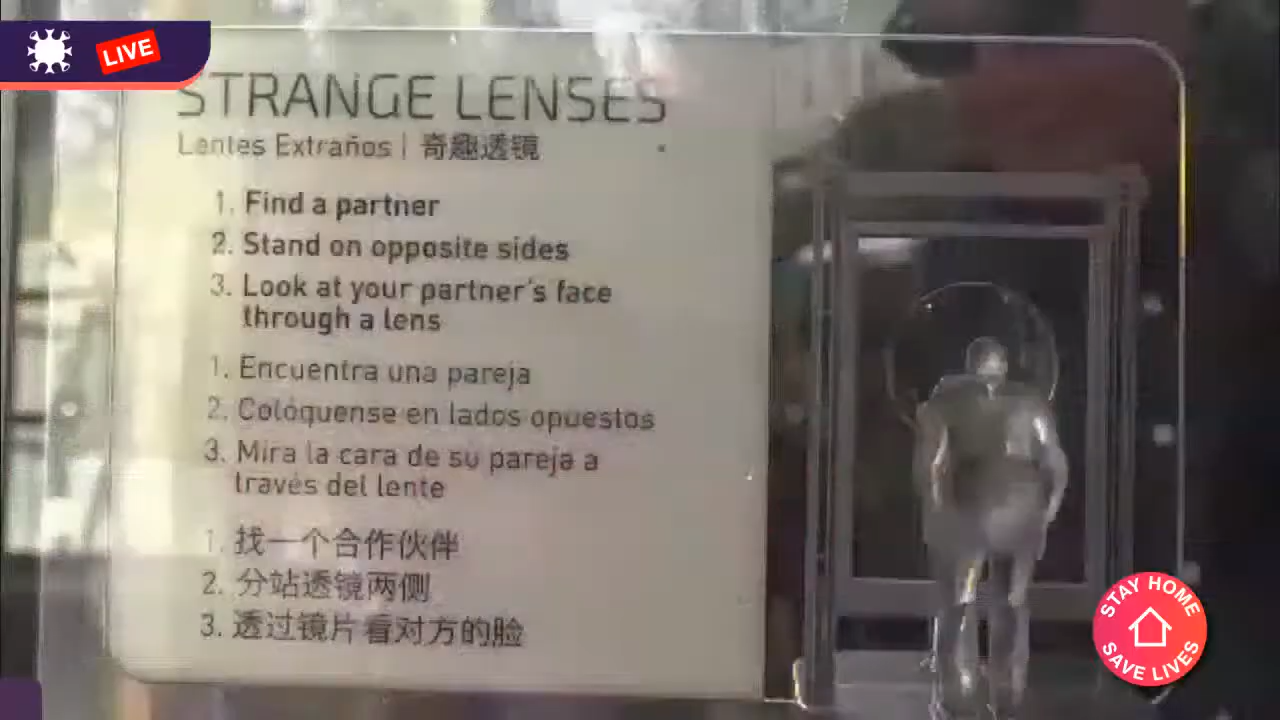 LIVE
STRANGE LENSES
Lentes Extraños | 奇趣透镜
1. Find a partner
2. Stand on opposite sides
3. Look at your partner's face
through a lens
1. Encuentra una pareja
2. Colóquense en lados opuestos
3. Mira la cara de su pareja a
través del lente
1. 找一个合作伙伴
2. 分站透镜两侧
3. 透过镜片看对方的脸
STAY HOME
SAVE LIVES